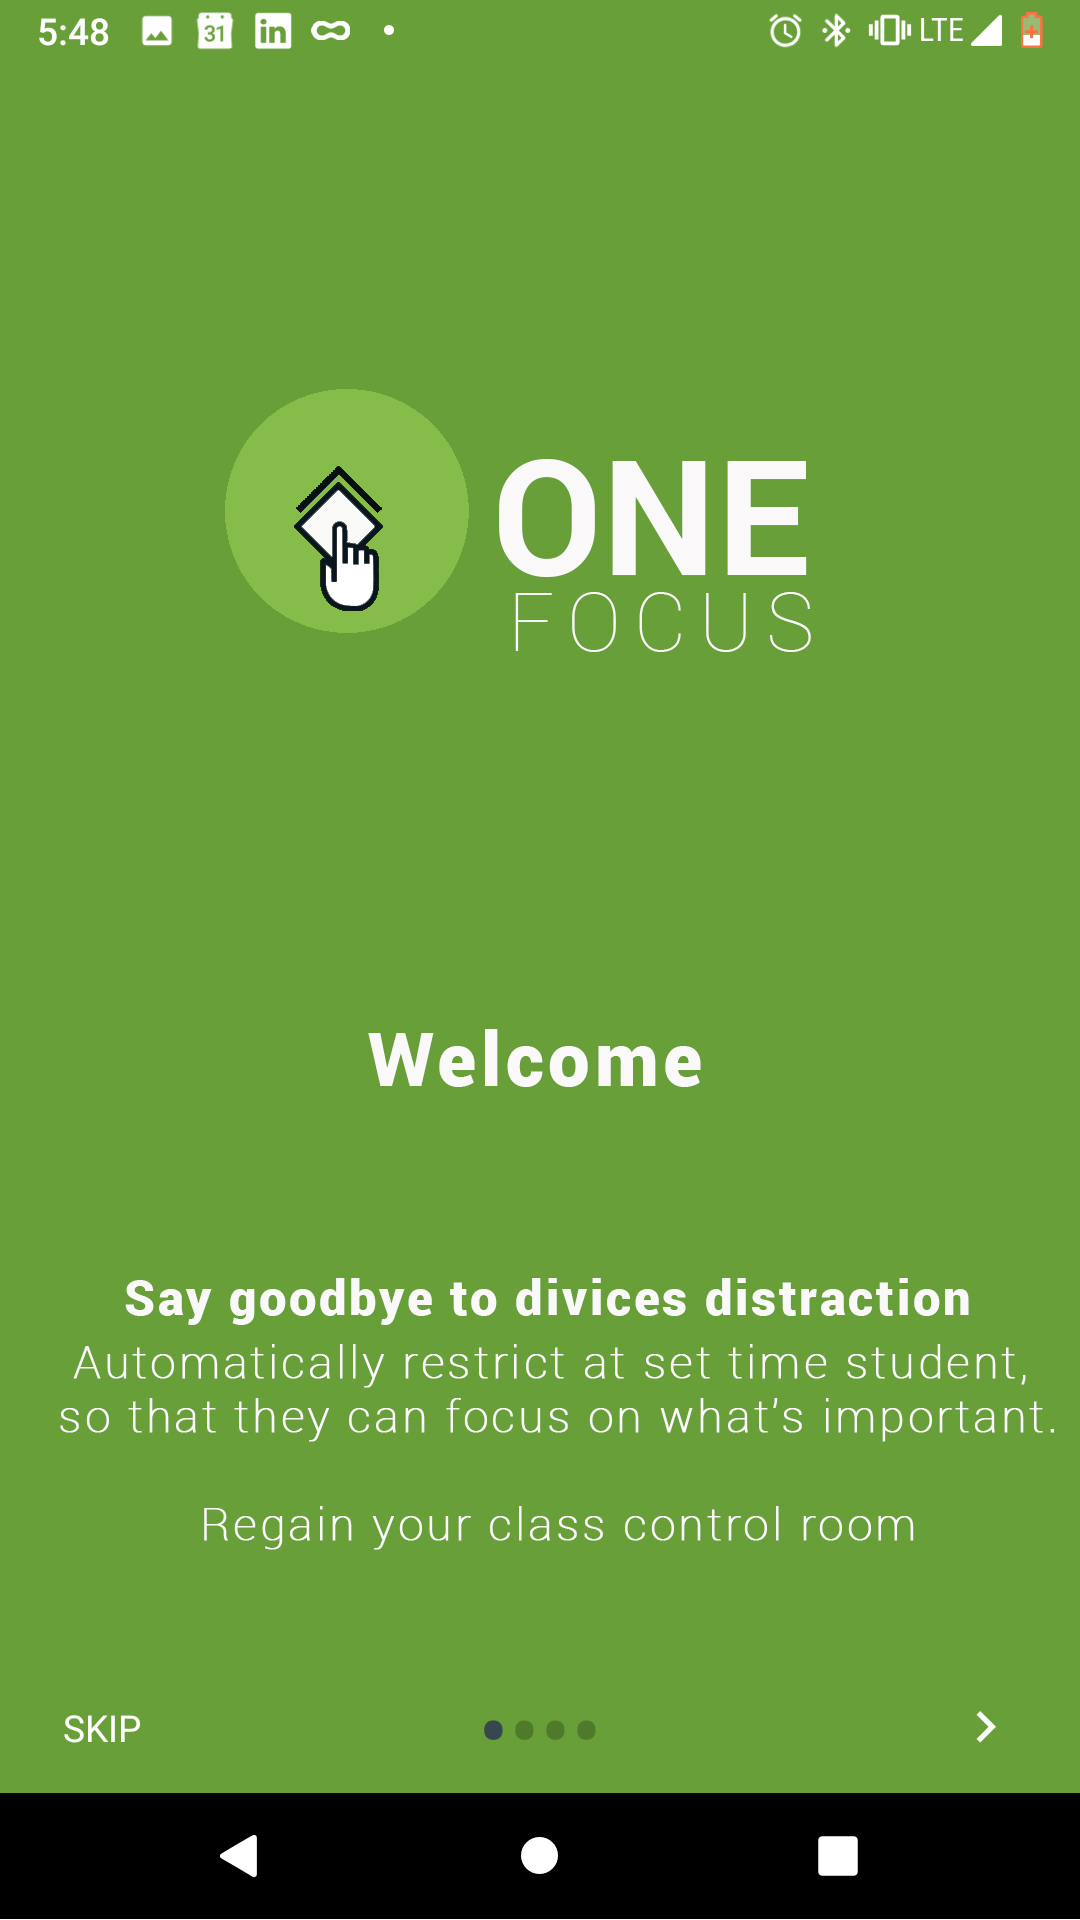 5:48
31
in
LTE
ONE
FOCUS
Welcome
Say goodbye to divices distraction
Automatically restrict at set time student,
so that they can focus on what's important.
Regain your class control room
SKIP